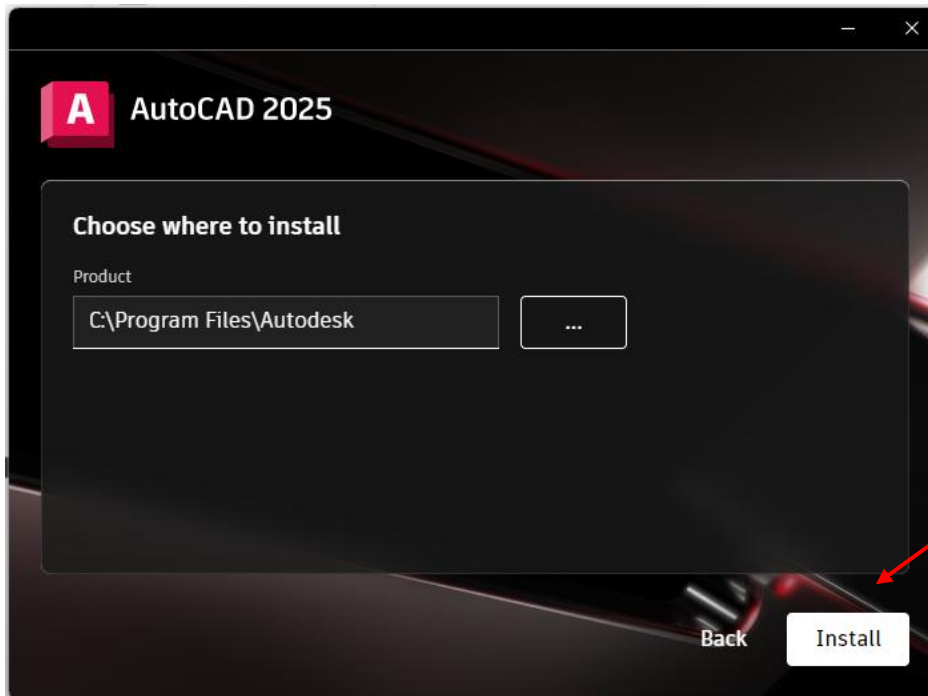 A
AutoCAD 2025
Choose where to install
Product
C:\Program Files\Autodesk
...
Back
Install